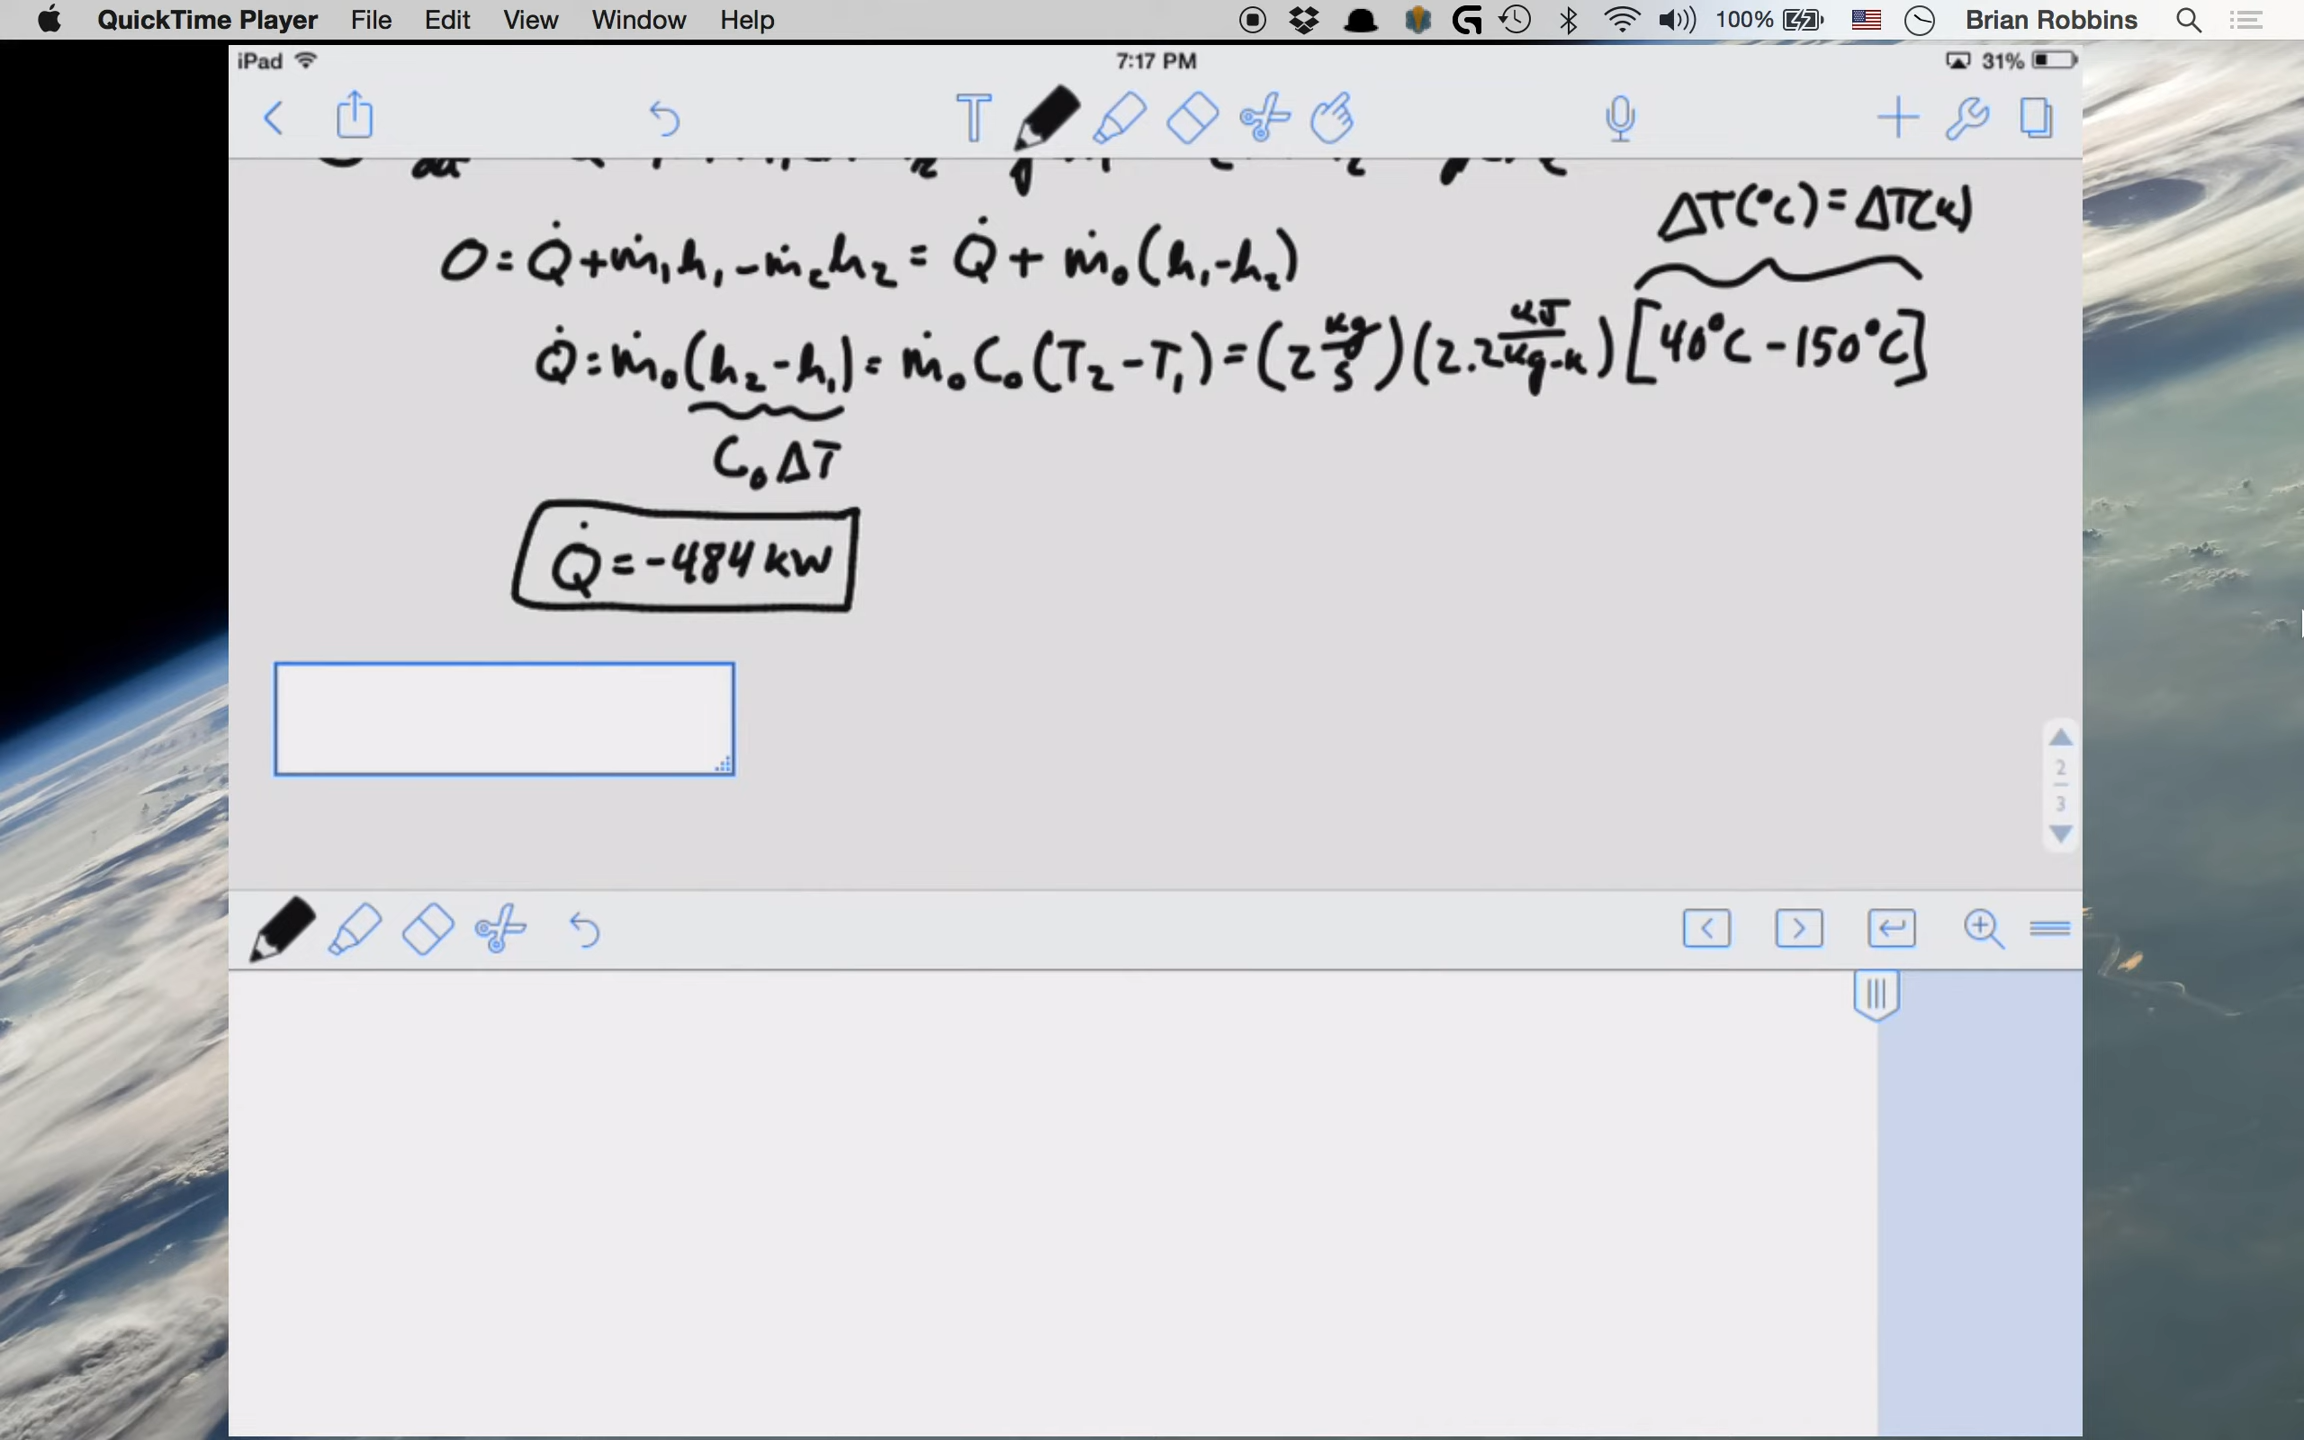 QuickTime Player File Edit View Window Help 100% Brian Robbins
iPad 7:17 PM 31%
T
ΔT(°C) = ΔT(K)
0 = Q̇ + ṁ₁h₁ - ṁ₂h₂ = Q̇ + ṁ₀(h₁-h₂)
Q̇ = ṁ₀(h₂-h₁) = ṁ₀C₀(T₂-T₁) = (2 kg/s)(2.2 kJ/kg-K)[40°C - 150°C]
C₀ΔT
Q̇ = -484 kW
2
3